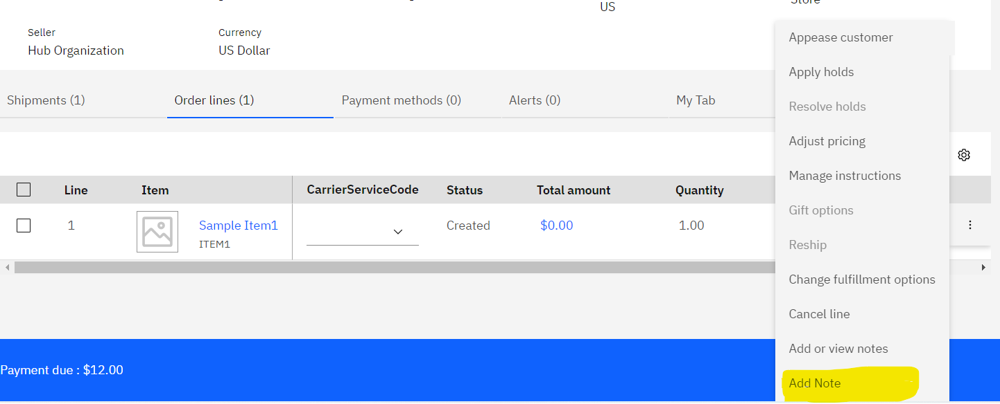 US
Store
Seller
Currency
Hub Organization
US Dollar
Shipments (1)
Order lines (1)
Payment methods (0)
Alerts (0)
My Tab
Line
Item
CarrierServiceCode
Status
Total amount
Quantity
1
Sample Item1
ITEM1
Created
$0.00
1.00
Appease customer
Apply holds
Resolve holds
Adjust pricing
Manage instructions
Gift options
Reship
Change fulfillment options
Cancel line
Add or view notes
Add Note
Payment due : $12.00